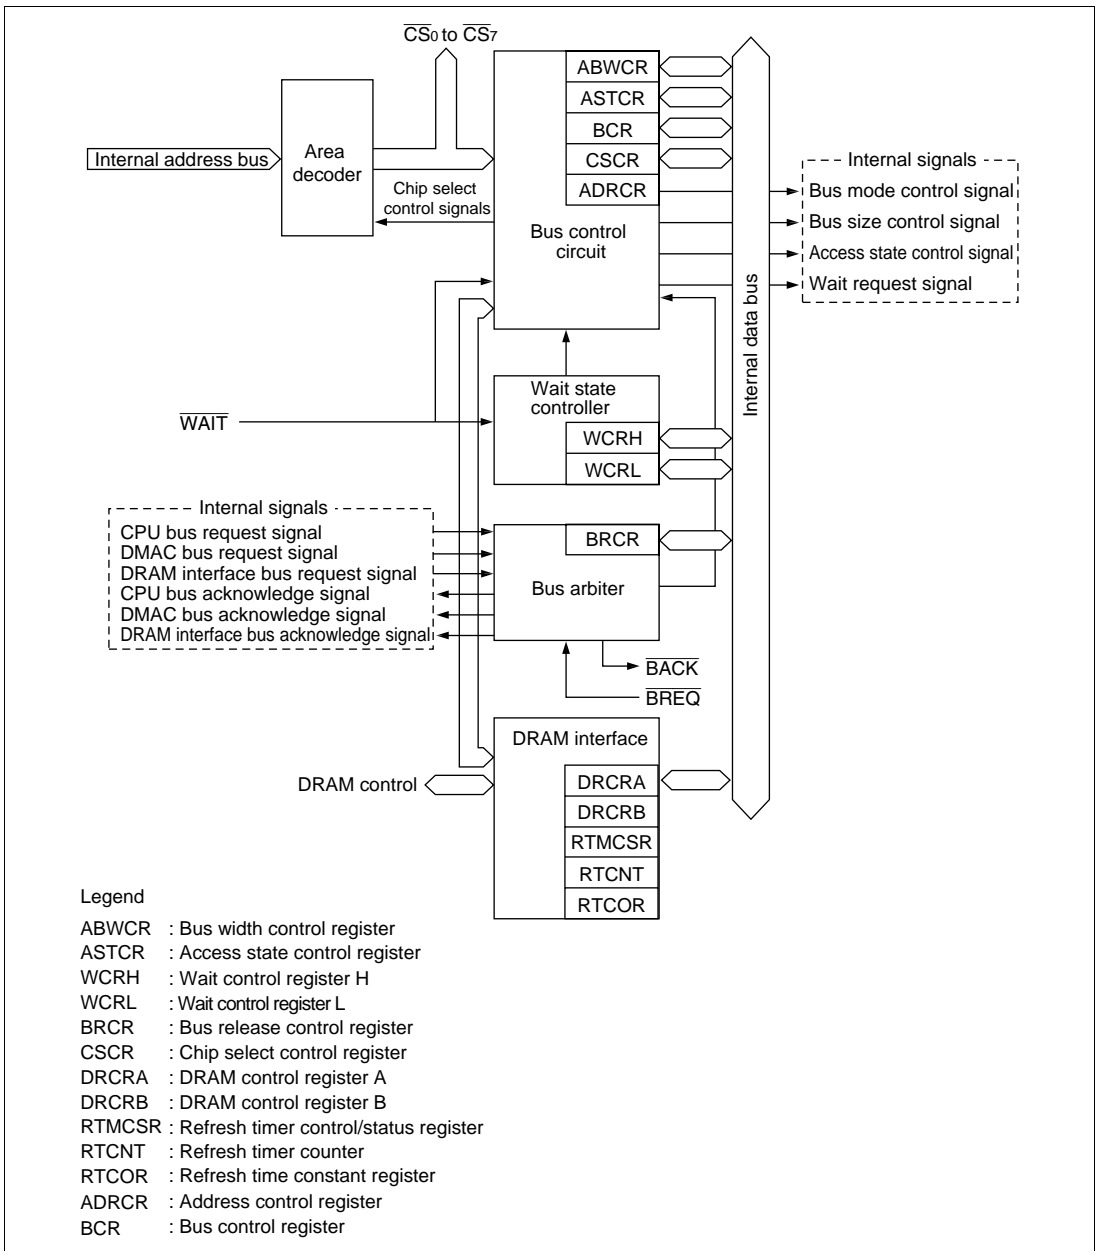 CS0 to CS7
ABWCR
ASTCR
BCR
CSCR
ADRCR
Internal address bus
Area
decoder
Chip select
control signals
Bus control
circuit
Internal data bus
Internal signals
Bus mode control signal
Bus size control signal
Access state control signal
Wait request signal
Wait state
controller
WCRH
WCRL
WAIT
Internal signals
CPU bus request signal
DMAC bus request signal
DRAM interface bus request signal
CPU bus acknowledge signal
DMAC bus acknowledge signal
DRAM interface bus acknowledge signal
BRCR
Bus arbiter
BACK
BREQ
DRAM interface
DRAM control
DRCRA
DRCRB
RTMCSR
RTCNT
RTCOR
Legend
ABWCR : Bus width control register
ASTCR : Access state control register
WCRH : Wait control register H
WCRL : Wait control register L
BRCR : Bus release control register
CSCR : Chip select control register
DRCRA : DRAM control register A
DRCRB : DRAM control register B
RTMCSR : Refresh timer control/status register
RTCNT : Refresh timer counter
RTCOR : Refresh time constant register
ADRCR : Address control register
BCR : Bus control register